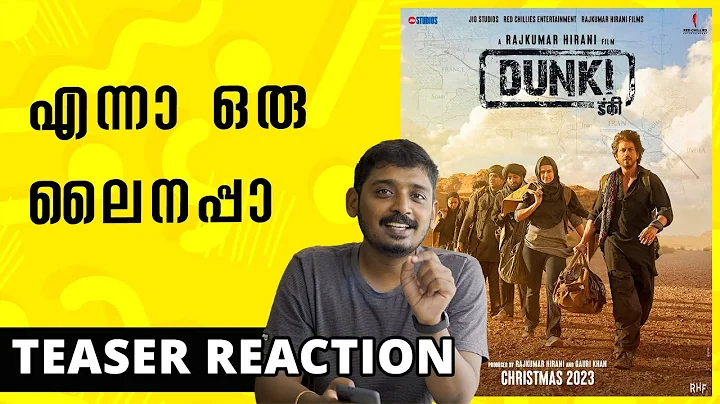 എന്നാ ഒരു
ലൈനപ്പാ
TEASER REACTION
JIO STUDIOS RED CHILLIES ENTERTAINMENT RAJKUMAR HIRANI FILMS
A RAJKUMAR HIRANI FILM
DUNKI
डंकी
PRODUCED BY RAJKUMAR HIRANI AND GAURI KHAN
CHRISTMAS 2023
RHF